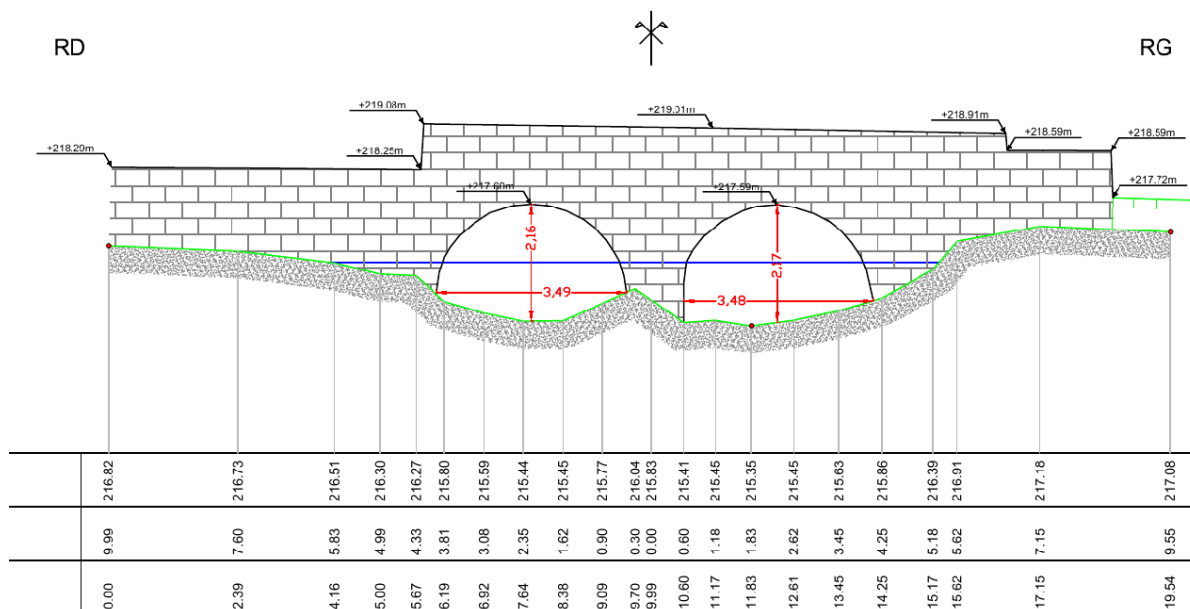 RD
RG
+219.08m
+219.01m
+218.91m
+218.59m
+218.59m
+218.20m
+218.25m
+217.60m
+217.59m
+217.72m
2,16
2,17
3,49
3,48
216.82 216.73 216.51 216.30 216.27 215.80 215.59 215.44 215.45 215.77 216.04 215.83 215.41 215.45 215.35 215.45 215.63 215.86 216.39 216.91 217.18 217.08
9.99 7.60 5.83 4.99 4.33 3.81 3.08 2.35 1.62 0.90 0.30 0.00 0.60 1.18 1.83 2.62 3.45 4.25 5.18 5.62 7.15 9.55
0.00 2.39 4.16 5.00 5.67 6.19 6.92 7.64 8.38 9.09 9.70 9.99 10.60 11.17 11.83 12.61 13.45 14.25 15.17 15.62 17.15 19.54